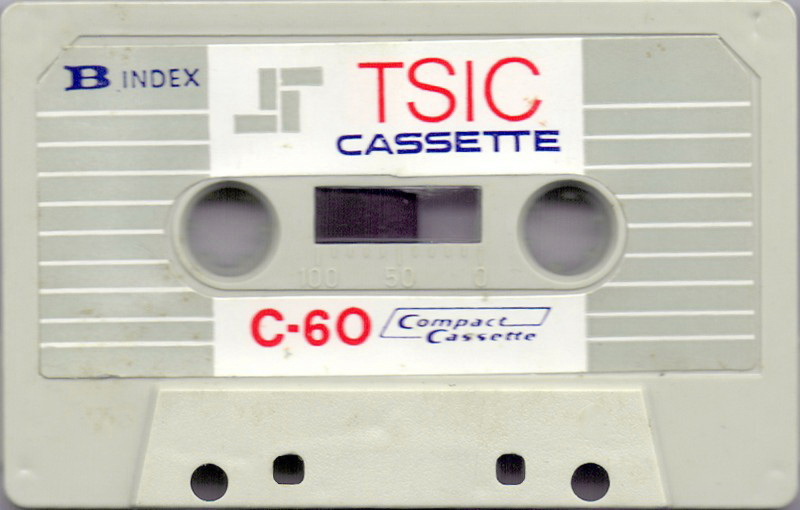 B INDEX
TSIC
CASSETTE
100 50 0
C-60
Compact
Cassette